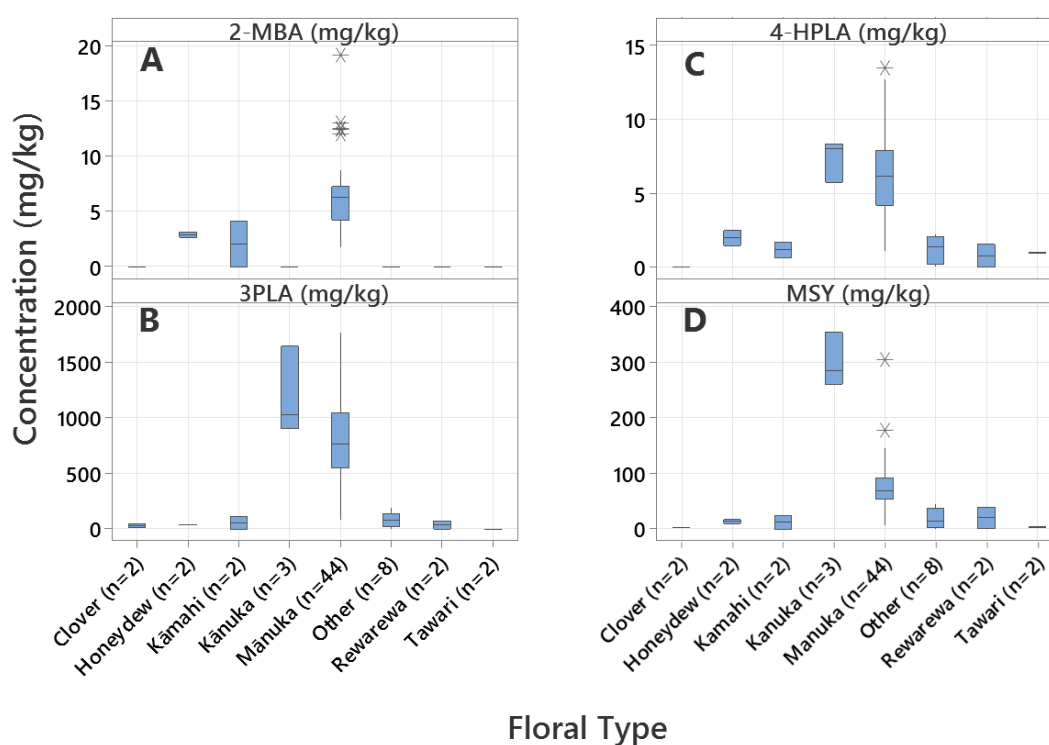 2-MBA (mg/kg)
A
20
15
10
5
0
3PLA (mg/kg)
B
2000
1500
1000
500
0
Clover (n=2)
Honeydew (n=2)
Kāmahi (n=2)
Kānuka (n=3)
Mānuka (n=44)
Other (n=8)
Rewarewa (n=2)
Tawari (n=2)
4-HPLA (mg/kg)
C
15
10
5
0
MSY (mg/kg)
D
400
300
200
100
0
Clover (n=2)
Honeydew (n=2)
Kamahi (n=2)
Kanuka (n=3)
Manuka (n=44)
Other (n=8)
Rewarewa (n=2)
Tawari (n=2)
Concentration (mg/kg)
Floral Type